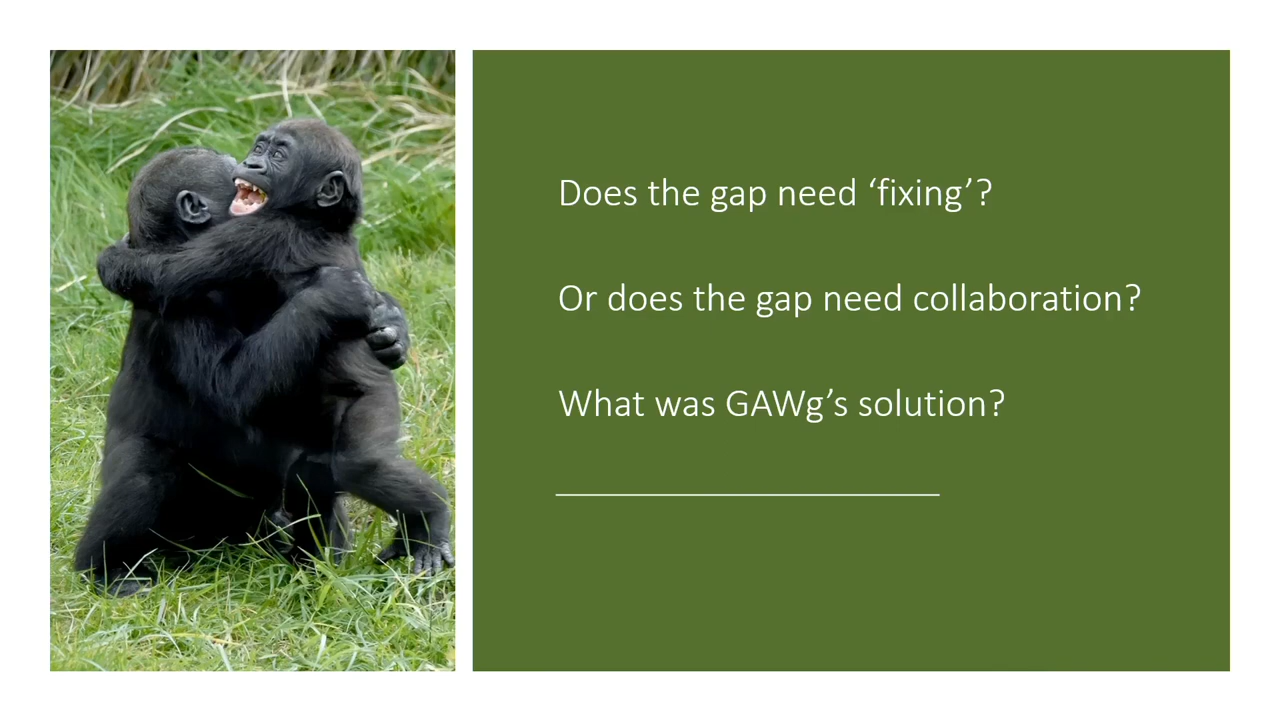 Does the gap need ‘fixing’?
Or does the gap need collaboration?
What was GAWg’s solution?